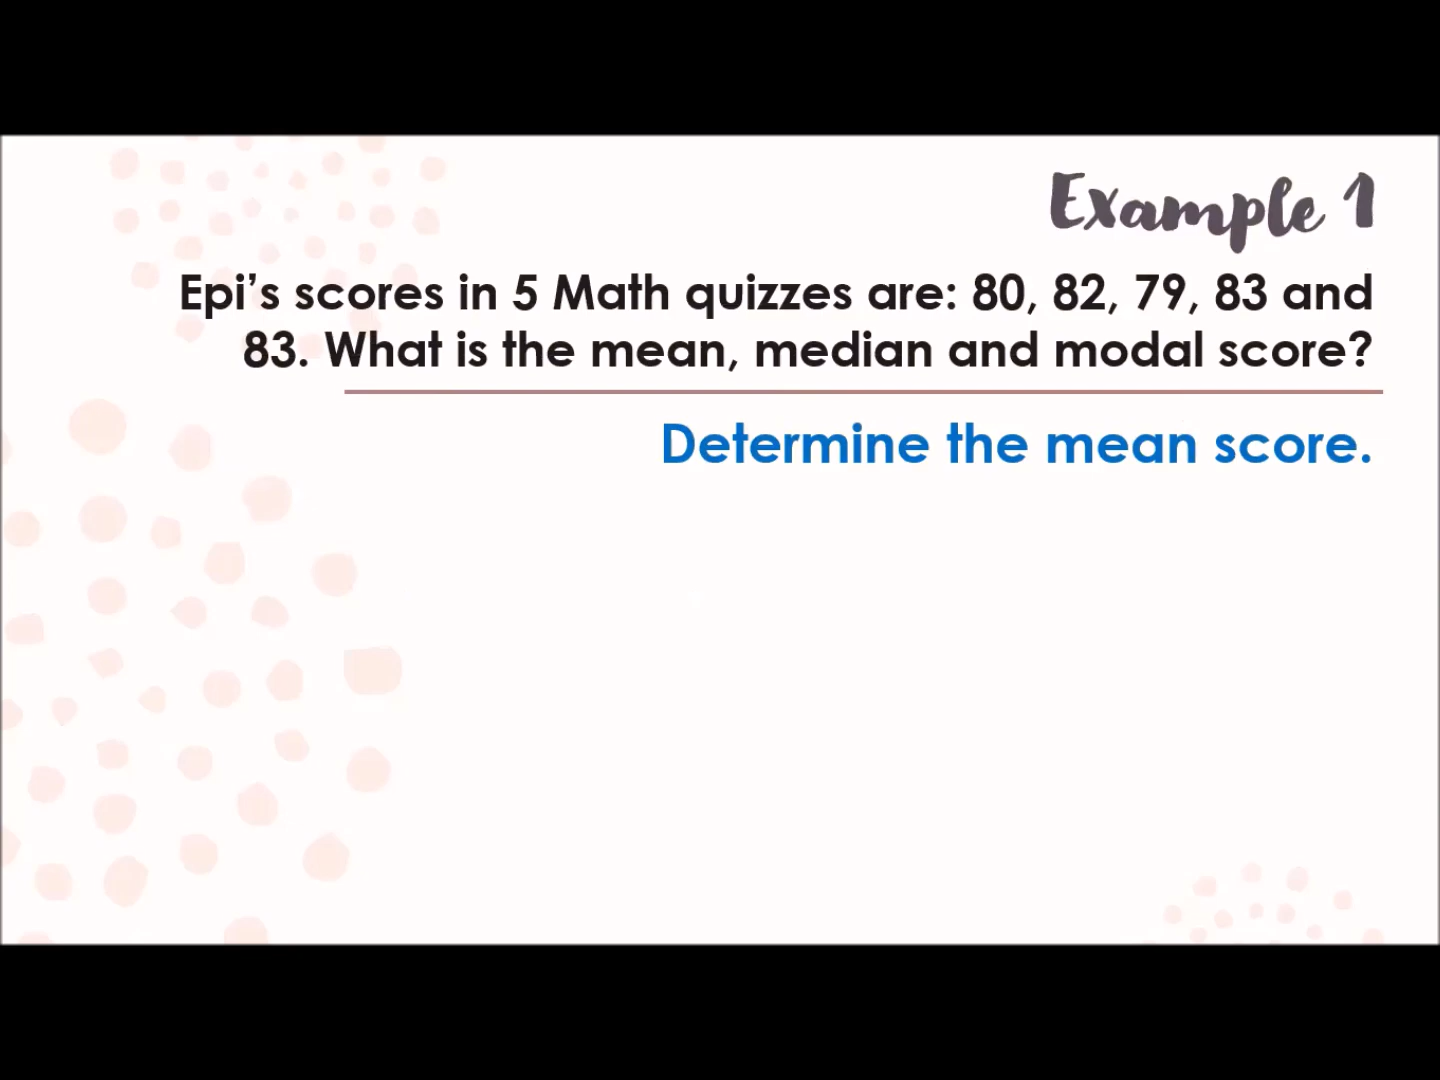 Example 1
Epi’s scores in 5 Math quizzes are: 80, 82, 79, 83 and
83. What is the mean, median and modal score?
Determine the mean score.